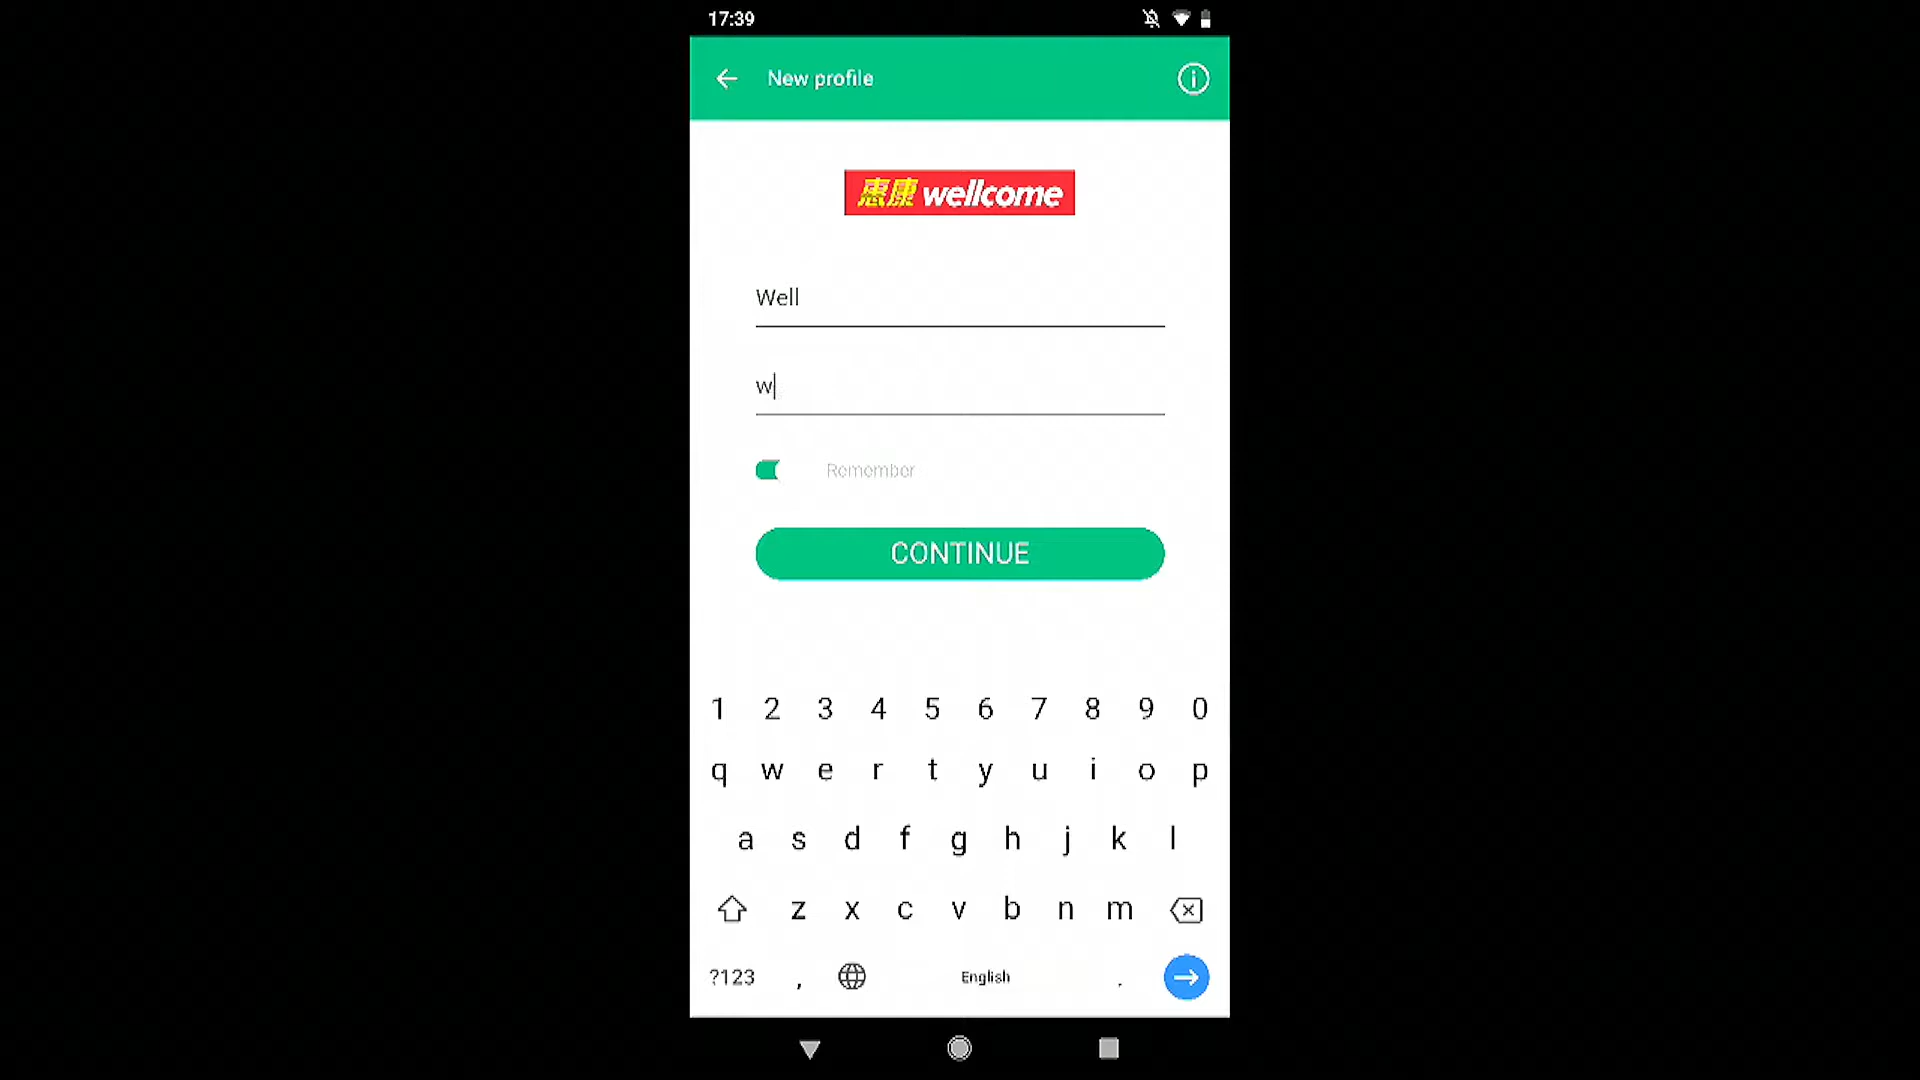 17:39
New profile
惠康 wellcome
Well
w
Remember
CONTINUE
1 2 3 4 5 6 7 8 9 0
q w e r t y u i o p
a s d f g h j k l
z x c v b n m
?123 , English .